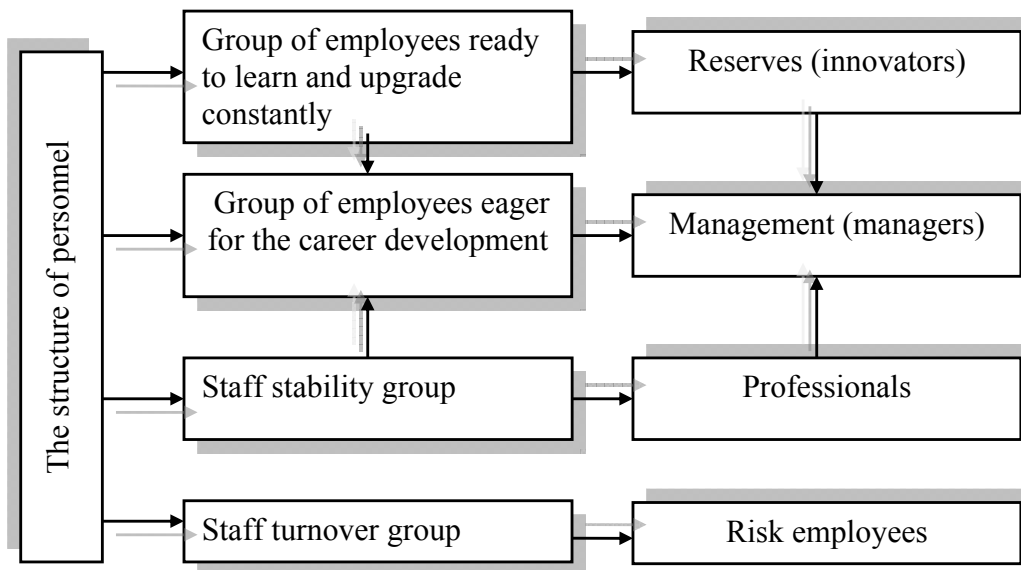 The structure of personnel
Group of employees ready
to learn and upgrade
constantly
Reserves (innovators)
Group of employees eager
for the career development
Management (managers)
Staff stability group
Professionals
Staff turnover group
Risk employees